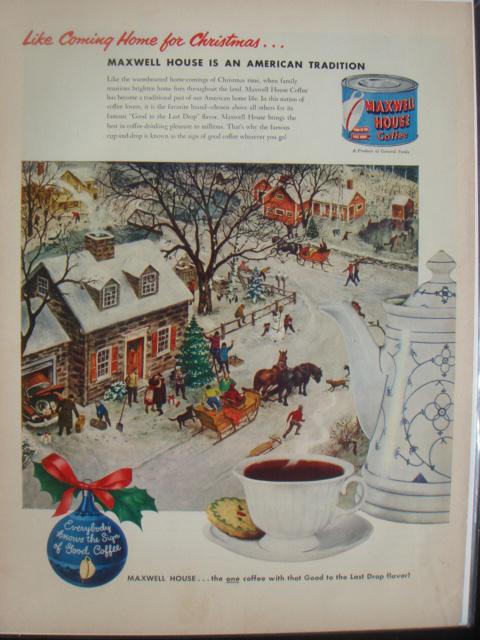 Like Coming Home for Christmas...
MAXWELL HOUSE IS AN AMERICAN TRADITION
Like the warmhearted home-comings of Christmas time, when family
reunions brighten home fires throughout the land. Maxwell House Coffee
has become a traditional part of our American home life. In this nation of
coffee lovers, it is the favorite brand—chosen above all others for its
famous "Good to the Last Drop" flavor. Maxwell House brings the
best in coffee-drinking pleasure to millions. That's why the famous
cup-and-drop is known as the sign of good coffee wherever you go!
MAXWELL
HOUSE
Coffee
A Product of General Foods
Everybody
knows the Sign
of Good Coffee
MAXWELL HOUSE...the one coffee with that Good to the Last Drop flavor!